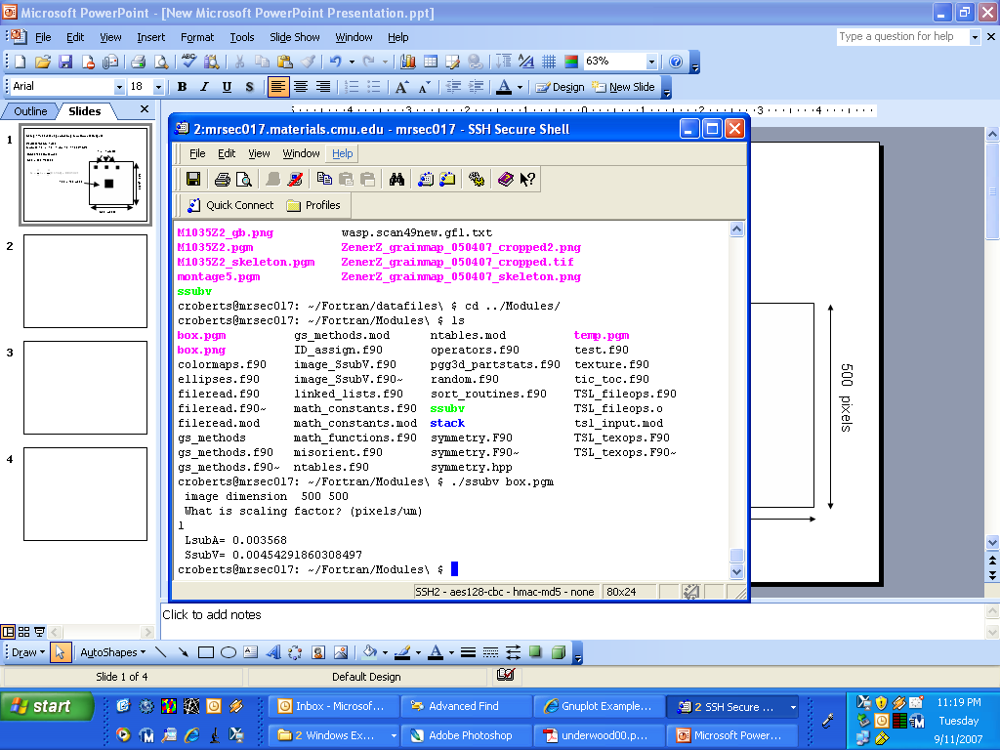 Microsoft PowerPoint - [New Microsoft PowerPoint Presentation.ppt]
File Edit View Insert Format Tools Slide Show Window Help
Type a question for help
63%
Arial 18 B I U S Design New Slide
Outline Slides
4 3 4
1
2
3
4
2:mrsec017.materials.cmu.edu - mrsec017 - SSH Secure Shell
File Edit View Window Help
Quick Connect Profiles
M1035Z2_gb.png wasp.scan49new.gfl.txt
M1035Z2.pgm ZenerZ_grainmap_050407_cropped2.png
M1035Z2_skeleton.pgm ZenerZ_grainmap_050407_cropped.tif
montage5.pgm ZenerZ_grainmap_050407_skeleton.png
ssubv
croberts@mrsec017: ~/Fortran/datafiles\ $ cd ../Modules/
croberts@mrsec017: ~/Fortran/Modules\ $ ls
box.pgm gs_methods.mod ntables.mod temp.pgm
box.png ID_assign.f90 operators.f90 test.f90
colormaps.f90 image_SsubV.f90 pgg3d_partstats.f90 texture.f90
ellipses.f90 image_SsubV.f90~ random.f90 tic_toc.f90
fileread.f90 linked_lists.f90 sort_routines.f90 TSL_fileops.f90
fileread.f90~ math_constants.f90 ssubv TSL_fileops.o
fileread.mod math_constants.mod stack tsl_input.mod
gs_methods math_functions.f90 symmetry.F90 TSL_texops.F90
gs_methods.f90 misorient.f90 symmetry.F90~ TSL_texops.F90~
gs_methods.f90~ ntables.f90 symmetry.hpp
croberts@mrsec017: ~/Fortran/Modules\ $ ./ssubv box.pgm
image dimension 500 500
What is scaling factor? (pixels/um)
1
LsubA= 0.003568
SsubV= 0.00454291860308497
croberts@mrsec017: ~/Fortran/Modules\ $
SSH2 - aes128-cbc - hmac-md5 - none 80x24
500 pixels
Click to add notes
Draw AutoShapes
Slide 1 of 4 Default Design
start
Inbox - Microsof... Advanced Find Gnuplot Example... 2 SSH Secure ...
2 Windows Ex... Adobe Photoshop underwood00.p... Microsoft Power...
11:19 PM
Tuesday
9/11/2007